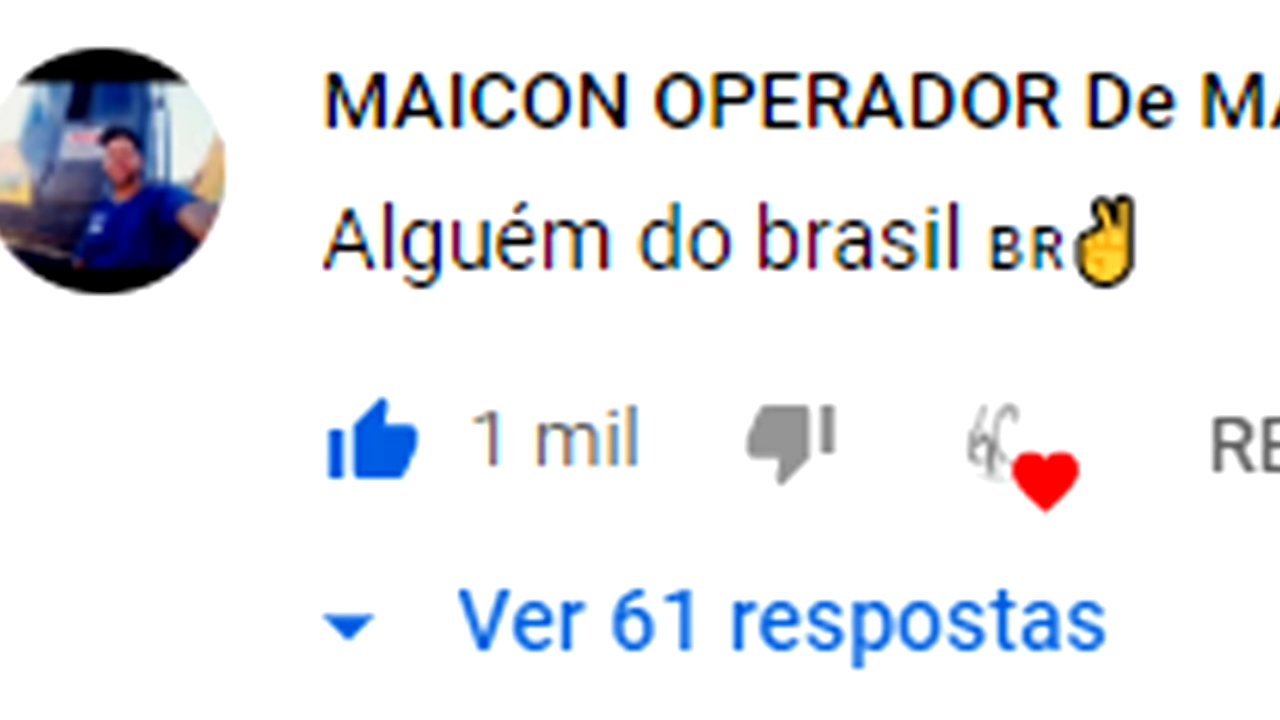 MAICON OPERADOR De MA
Alguém do brasil BR✌
1 mil
RE
Ver 61 respostas